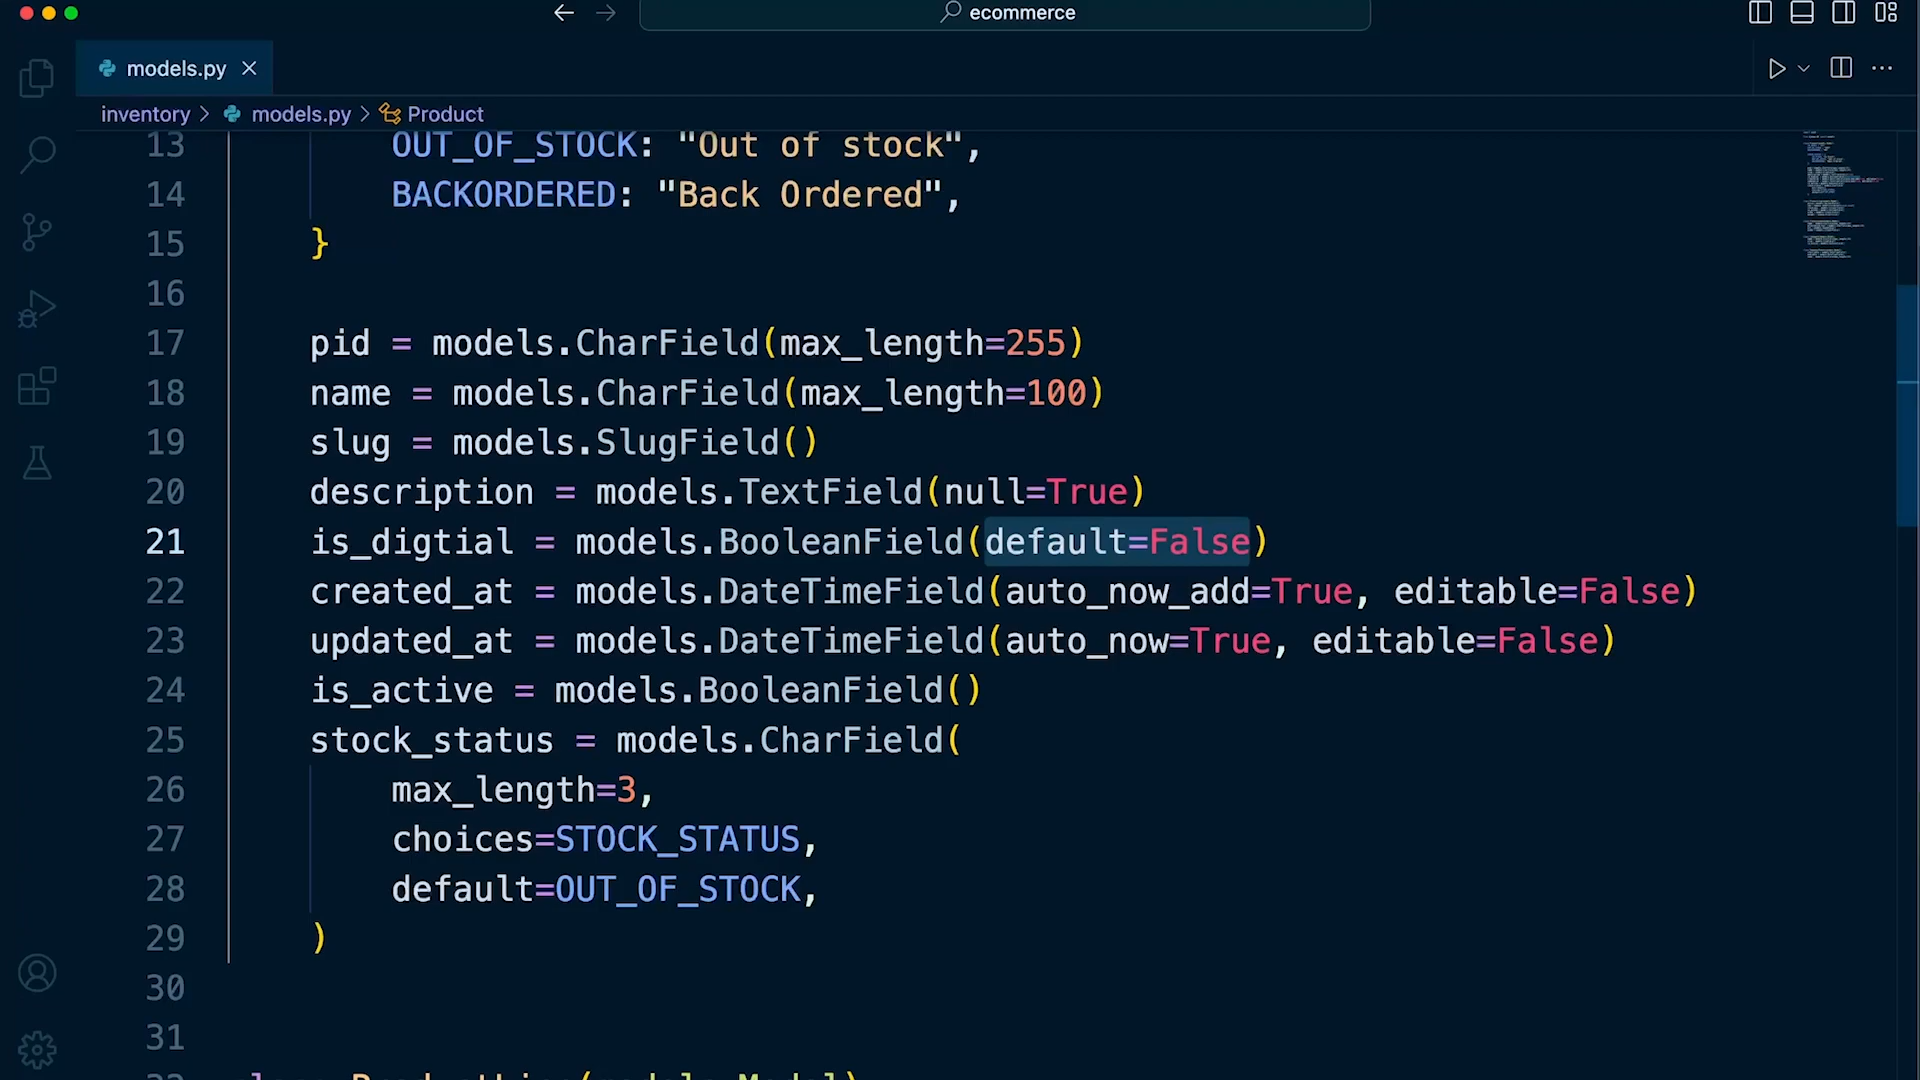 ecommerce
models.py
inventory > models.py > Product
13 OUT_OF_STOCK: "Out of stock",
14 BACKORDERED: "Back Ordered",
15 }
16
17 pid = models.CharField(max_length=255)
18 name = models.CharField(max_length=100)
19 slug = models.SlugField()
20 description = models.TextField(null=True)
21 is_digtial = models.BooleanField(default=False)
22 created_at = models.DateTimeField(auto_now_add=True, editable=False)
23 updated_at = models.DateTimeField(auto_now=True, editable=False)
24 is_active = models.BooleanField()
25 stock_status = models.CharField(
26 max_length=3,
27 choices=STOCK_STATUS,
28 default=OUT_OF_STOCK,
29 )
30
31